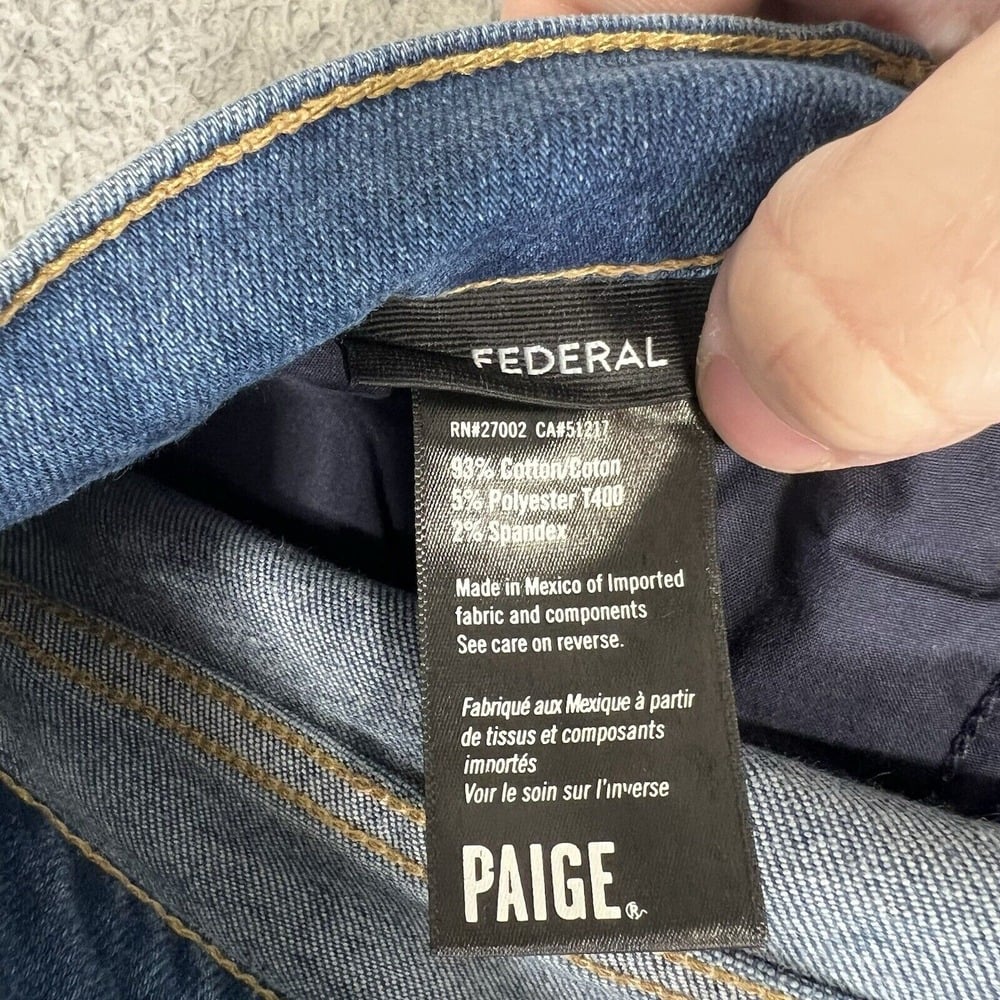 FEDERAL
RN#27002 CA#51217
93% Cotton/Coton
5% Polyester T400
2% Spandex
Made in Mexico of Imported
fabric and components
See care on reverse.
Fabriqué aux Mexique à partir
de tissus et composants
importés
Voir le soin sur l'inverse
PAIGE®